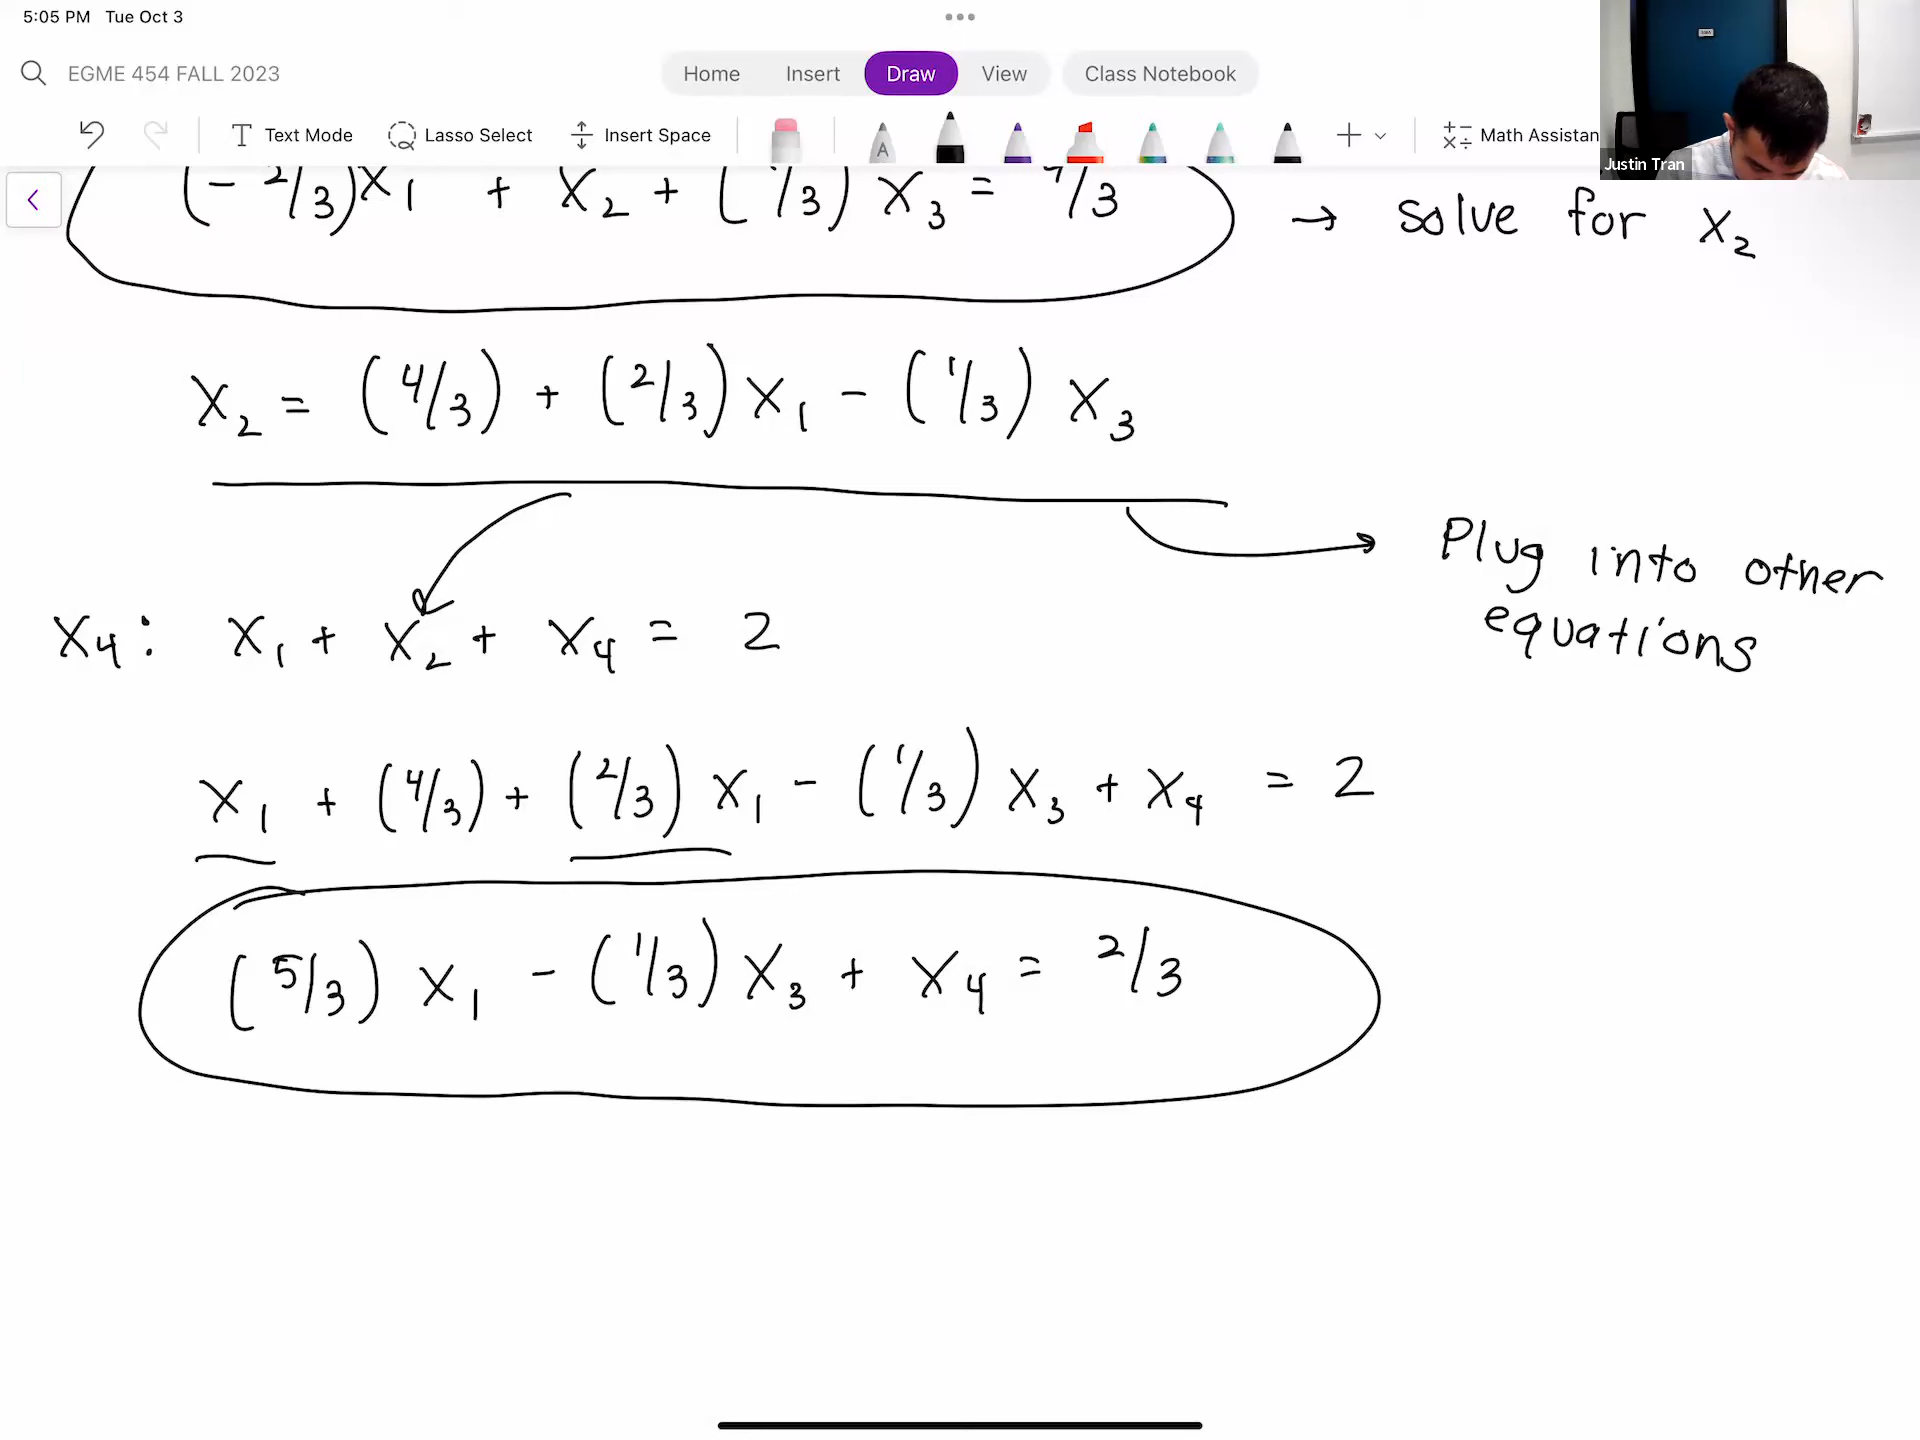 5:05 PM Tue Oct 3
EGME 454 FALL 2023
Home Insert Draw View Class Notebook
Text Mode Lasso Select Insert Space A Math Assistan
Justin Tran
(- 2/3)X1 + X2 + (1/3) X3 = 4/3 → solve for X2
X2 = (4/3) + (2/3) X1 - (1/3) X3
Plug into other
equations
X4: X1 + X2 + X4 = 2
X1 + (4/3) + (2/3) X1 - (1/3) X3 + X4 = 2
(5/3) X1 - (1/3) X3 + X4 = 2/3